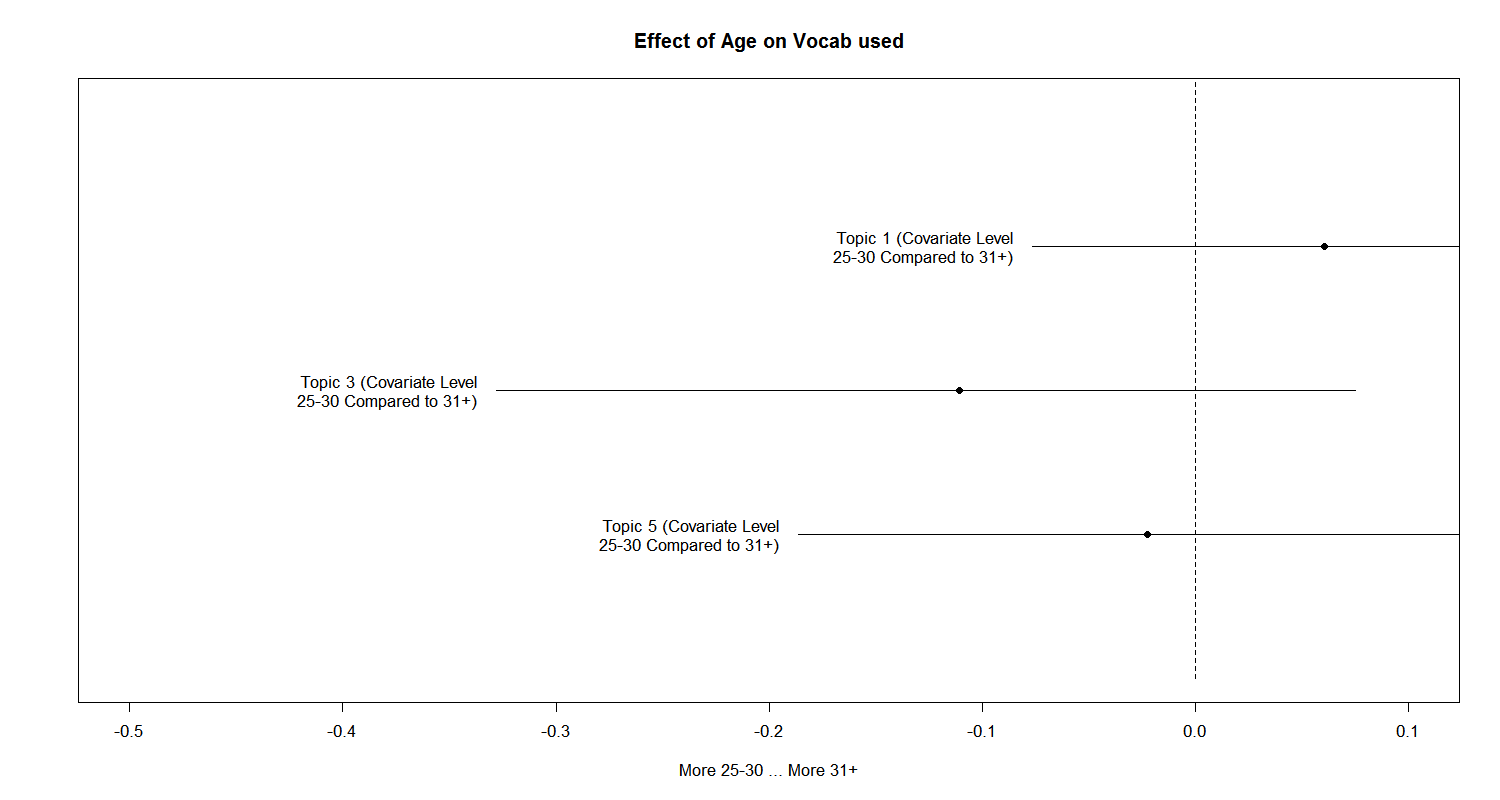 Effect of Age on Vocab used
Topic 1 (Covariate Level
25-30 Compared to 31+)
Topic 3 (Covariate Level
25-30 Compared to 31+)
Topic 5 (Covariate Level
25-30 Compared to 31+)
-0.5 -0.4 -0.3 -0.2 -0.1 0.0 0.1
More 25-30 ... More 31+